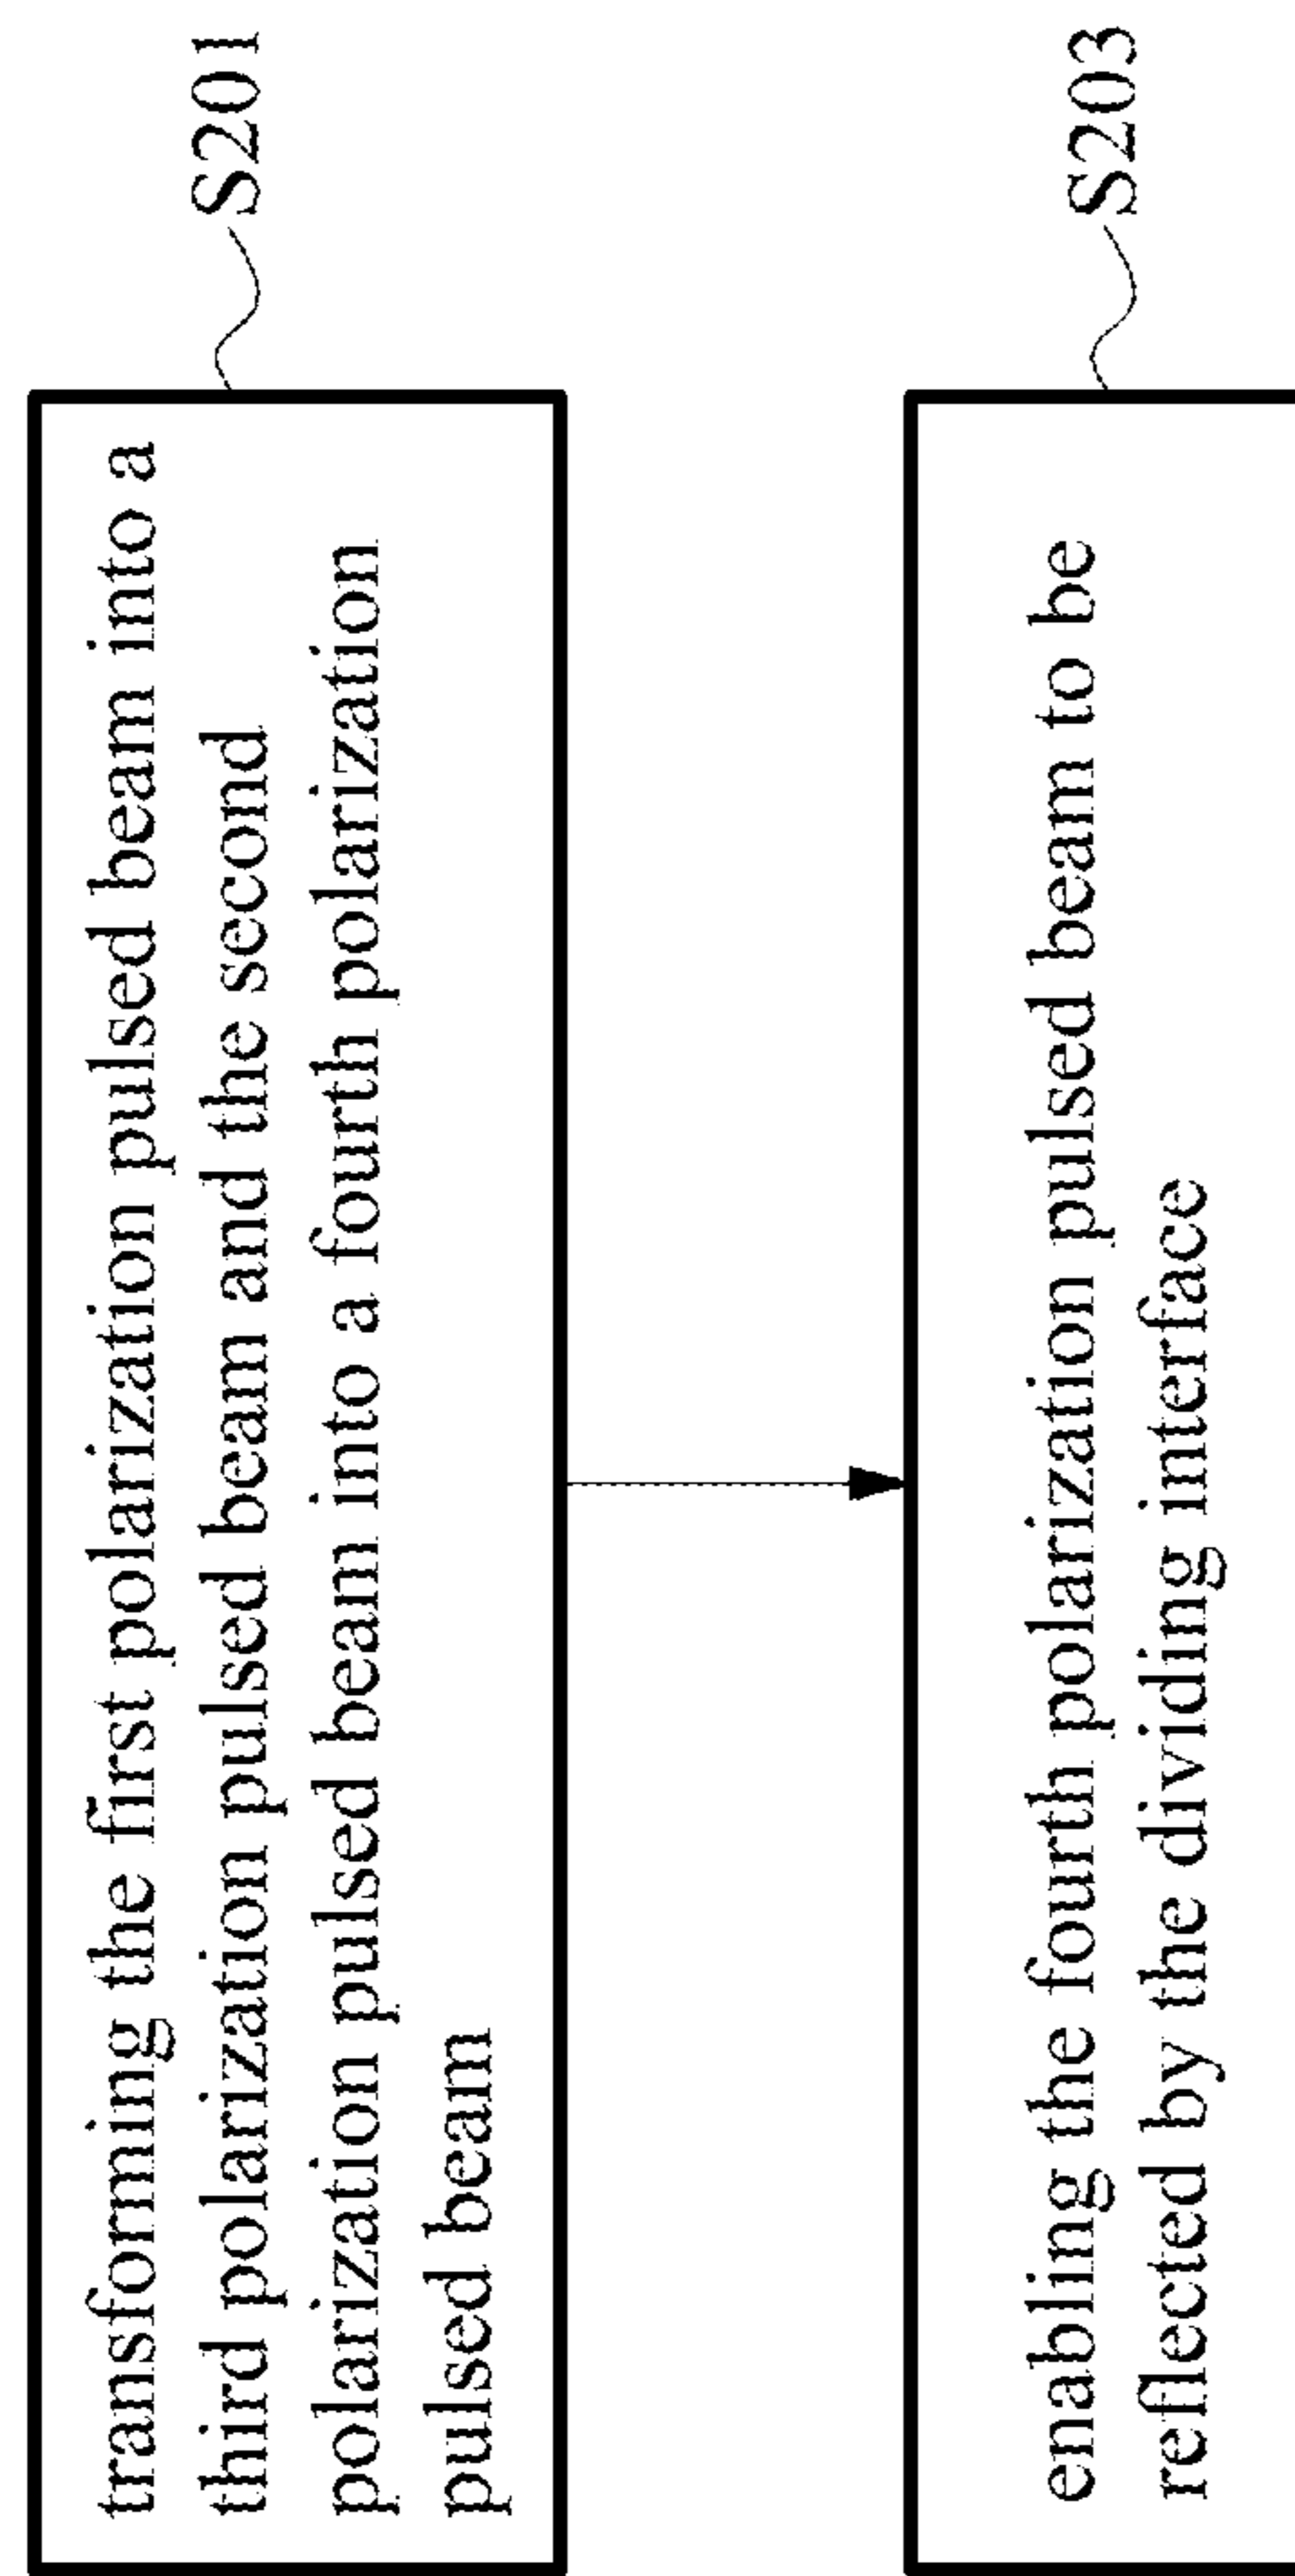 transforming the first polarization pulsed beam into a
third polarization pulsed beam and the second
polarization pulsed beam into a fourth polarization
pulsed beam
S201
enabling the fourth polarization pulsed beam to be
reflected by the dividing interface
S203